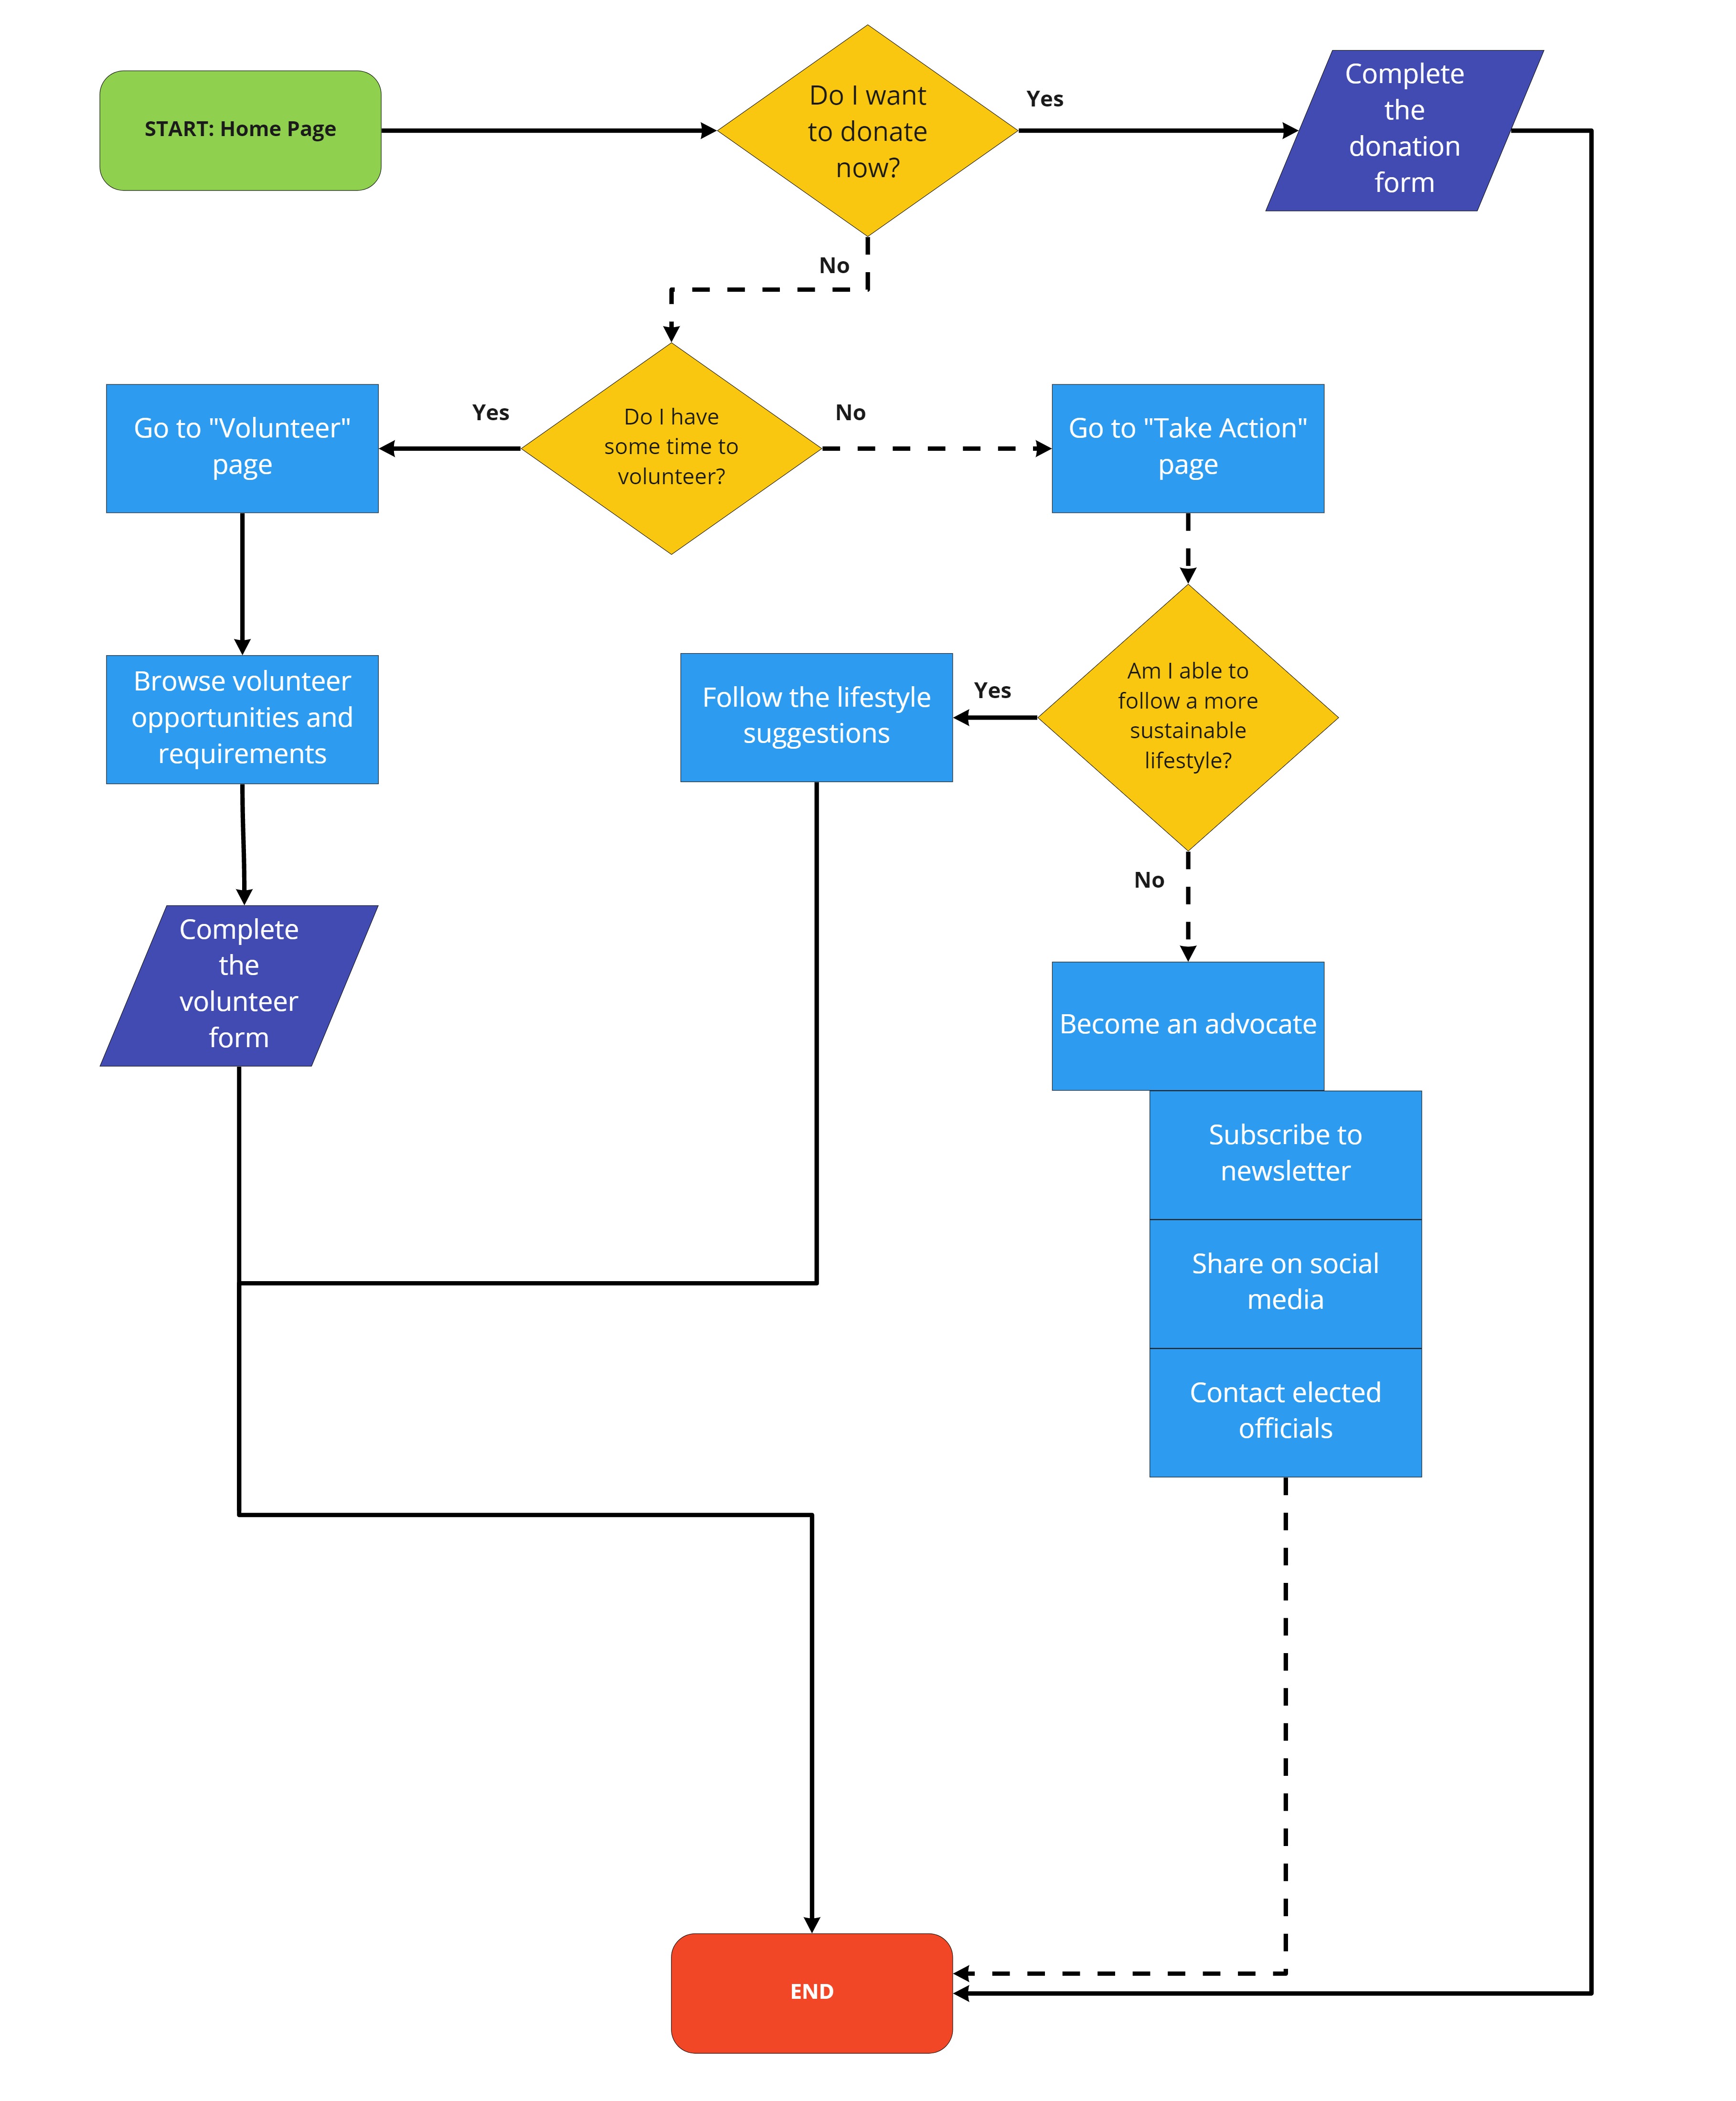 START: Home Page
Do I want
to donate
now?
Yes
Complete
the
donation
form
No
Go to "Volunteer"
page
Yes
Do I have
some time to
volunteer?
No
Go to "Take Action"
page
Browse volunteer
opportunities and
requirements
Follow the lifestyle
suggestions
Yes
Am I able to
follow a more
sustainable
lifestyle?
No
Complete
the
volunteer
form
Become an advocate
Subscribe to
newsletter
Share on social
media
Contact elected
officials
END